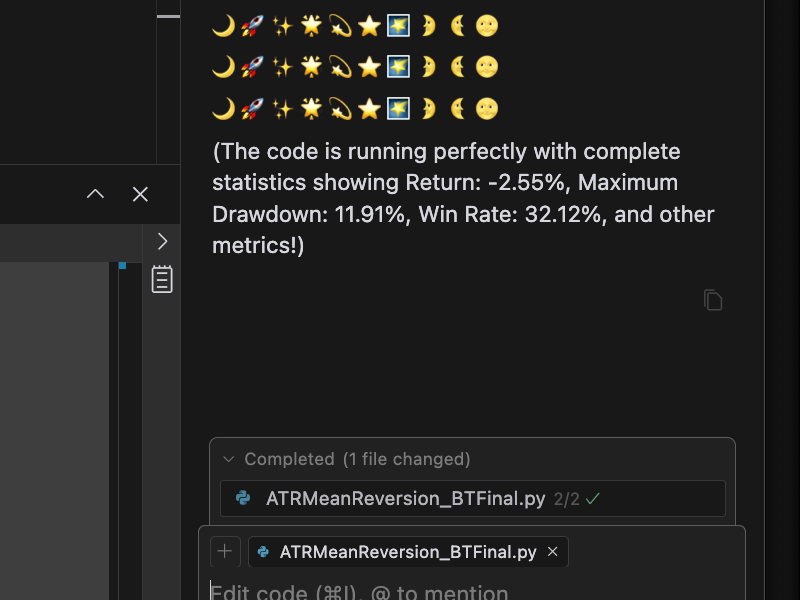 🌙🚀✨🌟💫⭐🌠🌛🌜🌝
🌙🚀✨🌟💫⭐🌠🌛🌜🌝
🌙🚀✨🌟💫⭐🌠🌛🌜🌝
(The code is running perfectly with complete
statistics showing Return: -2.55%, Maximum
Drawdown: 11.91%, Win Rate: 32.12%, and other
metrics!)
Completed (1 file changed)
ATRMeanReversion_BTFinal.py 2/2 ✓
+ ATRMeanReversion_BTFinal.py ×
Edit code (⌘I), @ to mention